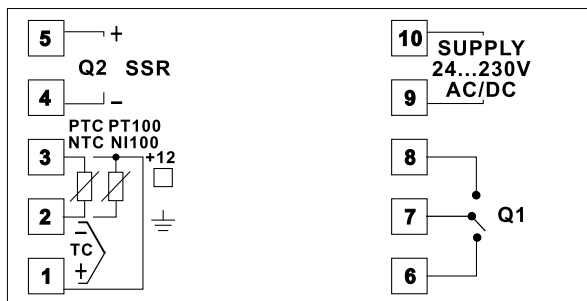 5 +
Q2 SSR
4 –
PTC PT100
NTC NI100
3
+12
2
–
TC
+
1
10
SUPPLY
24...230V
AC/DC
9
8
7
Q1
6